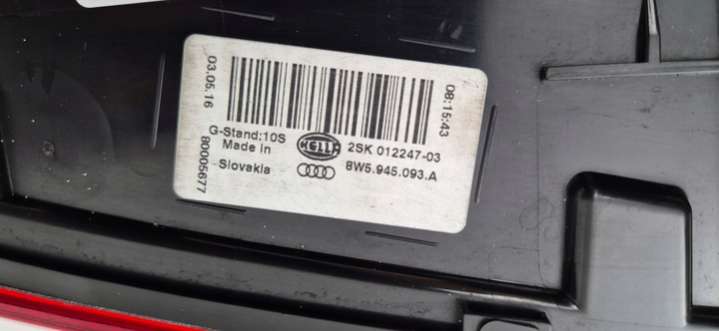 03.05.16
08:15:43
G-Stand:10S
HELLA
2SK 012247-03
Made in
Slovakia
8W5.945.093.A
80005677